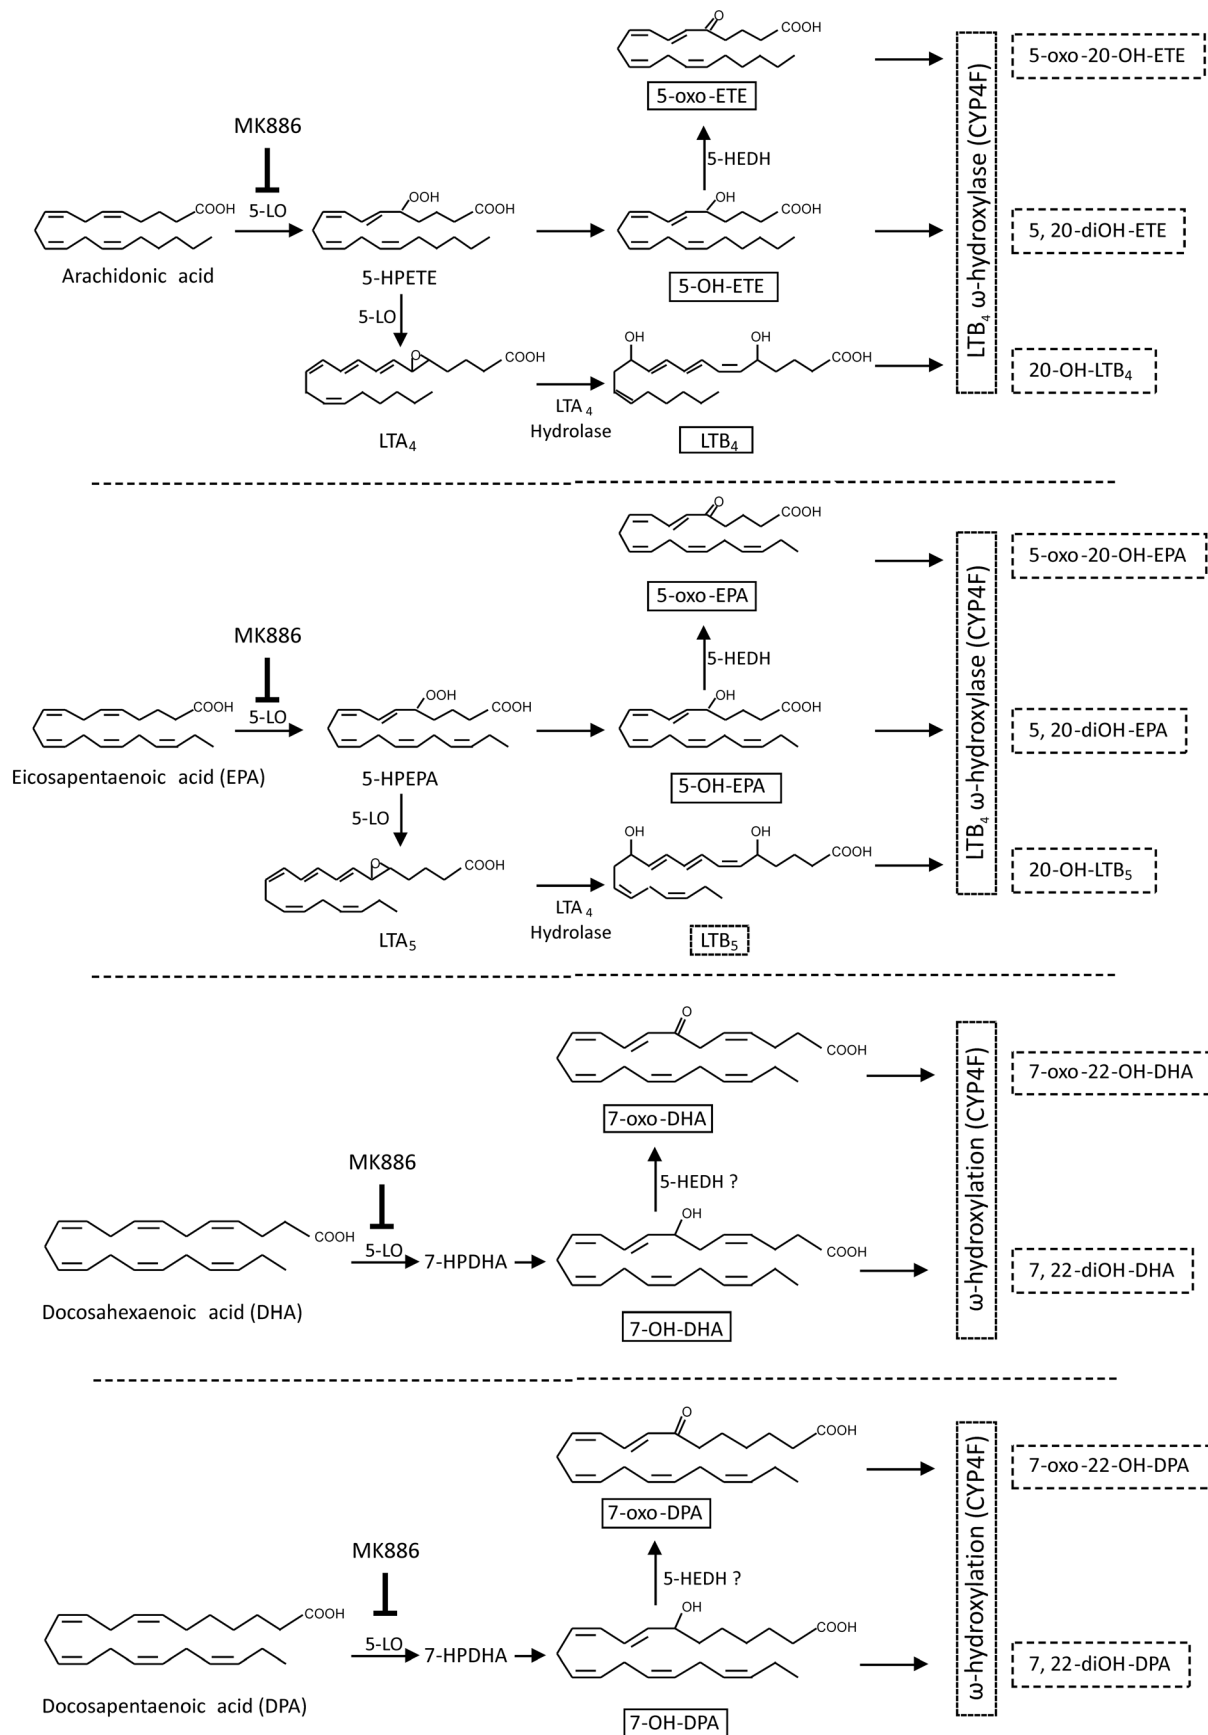 O
COOH
5-oxo-ETE
5-oxo-20-OH-ETE
MK886
5-HEDH
5-LO
COOH
OOH
COOH
OH
COOH
Arachidonic acid
5-HPETE
5-OH-ETE
5, 20-diOH-ETE
LTB4 ω-hydroxylase (CYP4F)
5-LO
O
COOH
OH
OH
COOH
LTA 4
Hydrolase
LTA4
LTB4
20-OH-LTB4
O
COOH
5-oxo-EPA
5-oxo-20-OH-EPA
MK886
5-HEDH
5-LO
COOH
OOH
COOH
OH
COOH
Eicosapentaenoic acid (EPA)
5-HPEPA
5-OH-EPA
5, 20-diOH-EPA
LTB4 ω-hydroxylase (CYP4F)
5-LO
O
COOH
OH
OH
COOH
LTA 4
Hydrolase
LTA5
LTB5
20-OH-LTB5
O
COOH
7-oxo-DHA
7-oxo-22-OH-DHA
MK886
5-HEDH ?
COOH
5-LO
7-HPDHA
OH
COOH
Docosahexaenoic acid (DHA)
7-OH-DHA
7, 22-diOH-DHA
ω-hydroxylation (CYP4F)
O
COOH
7-oxo-DPA
7-oxo-22-OH-DPA
MK886
5-HEDH ?
COOH
5-LO
7-HPDHA
OH
COOH
Docosapentaenoic acid (DPA)
7-OH-DPA
7, 22-diOH-DPA
ω-hydroxylation (CYP4F)